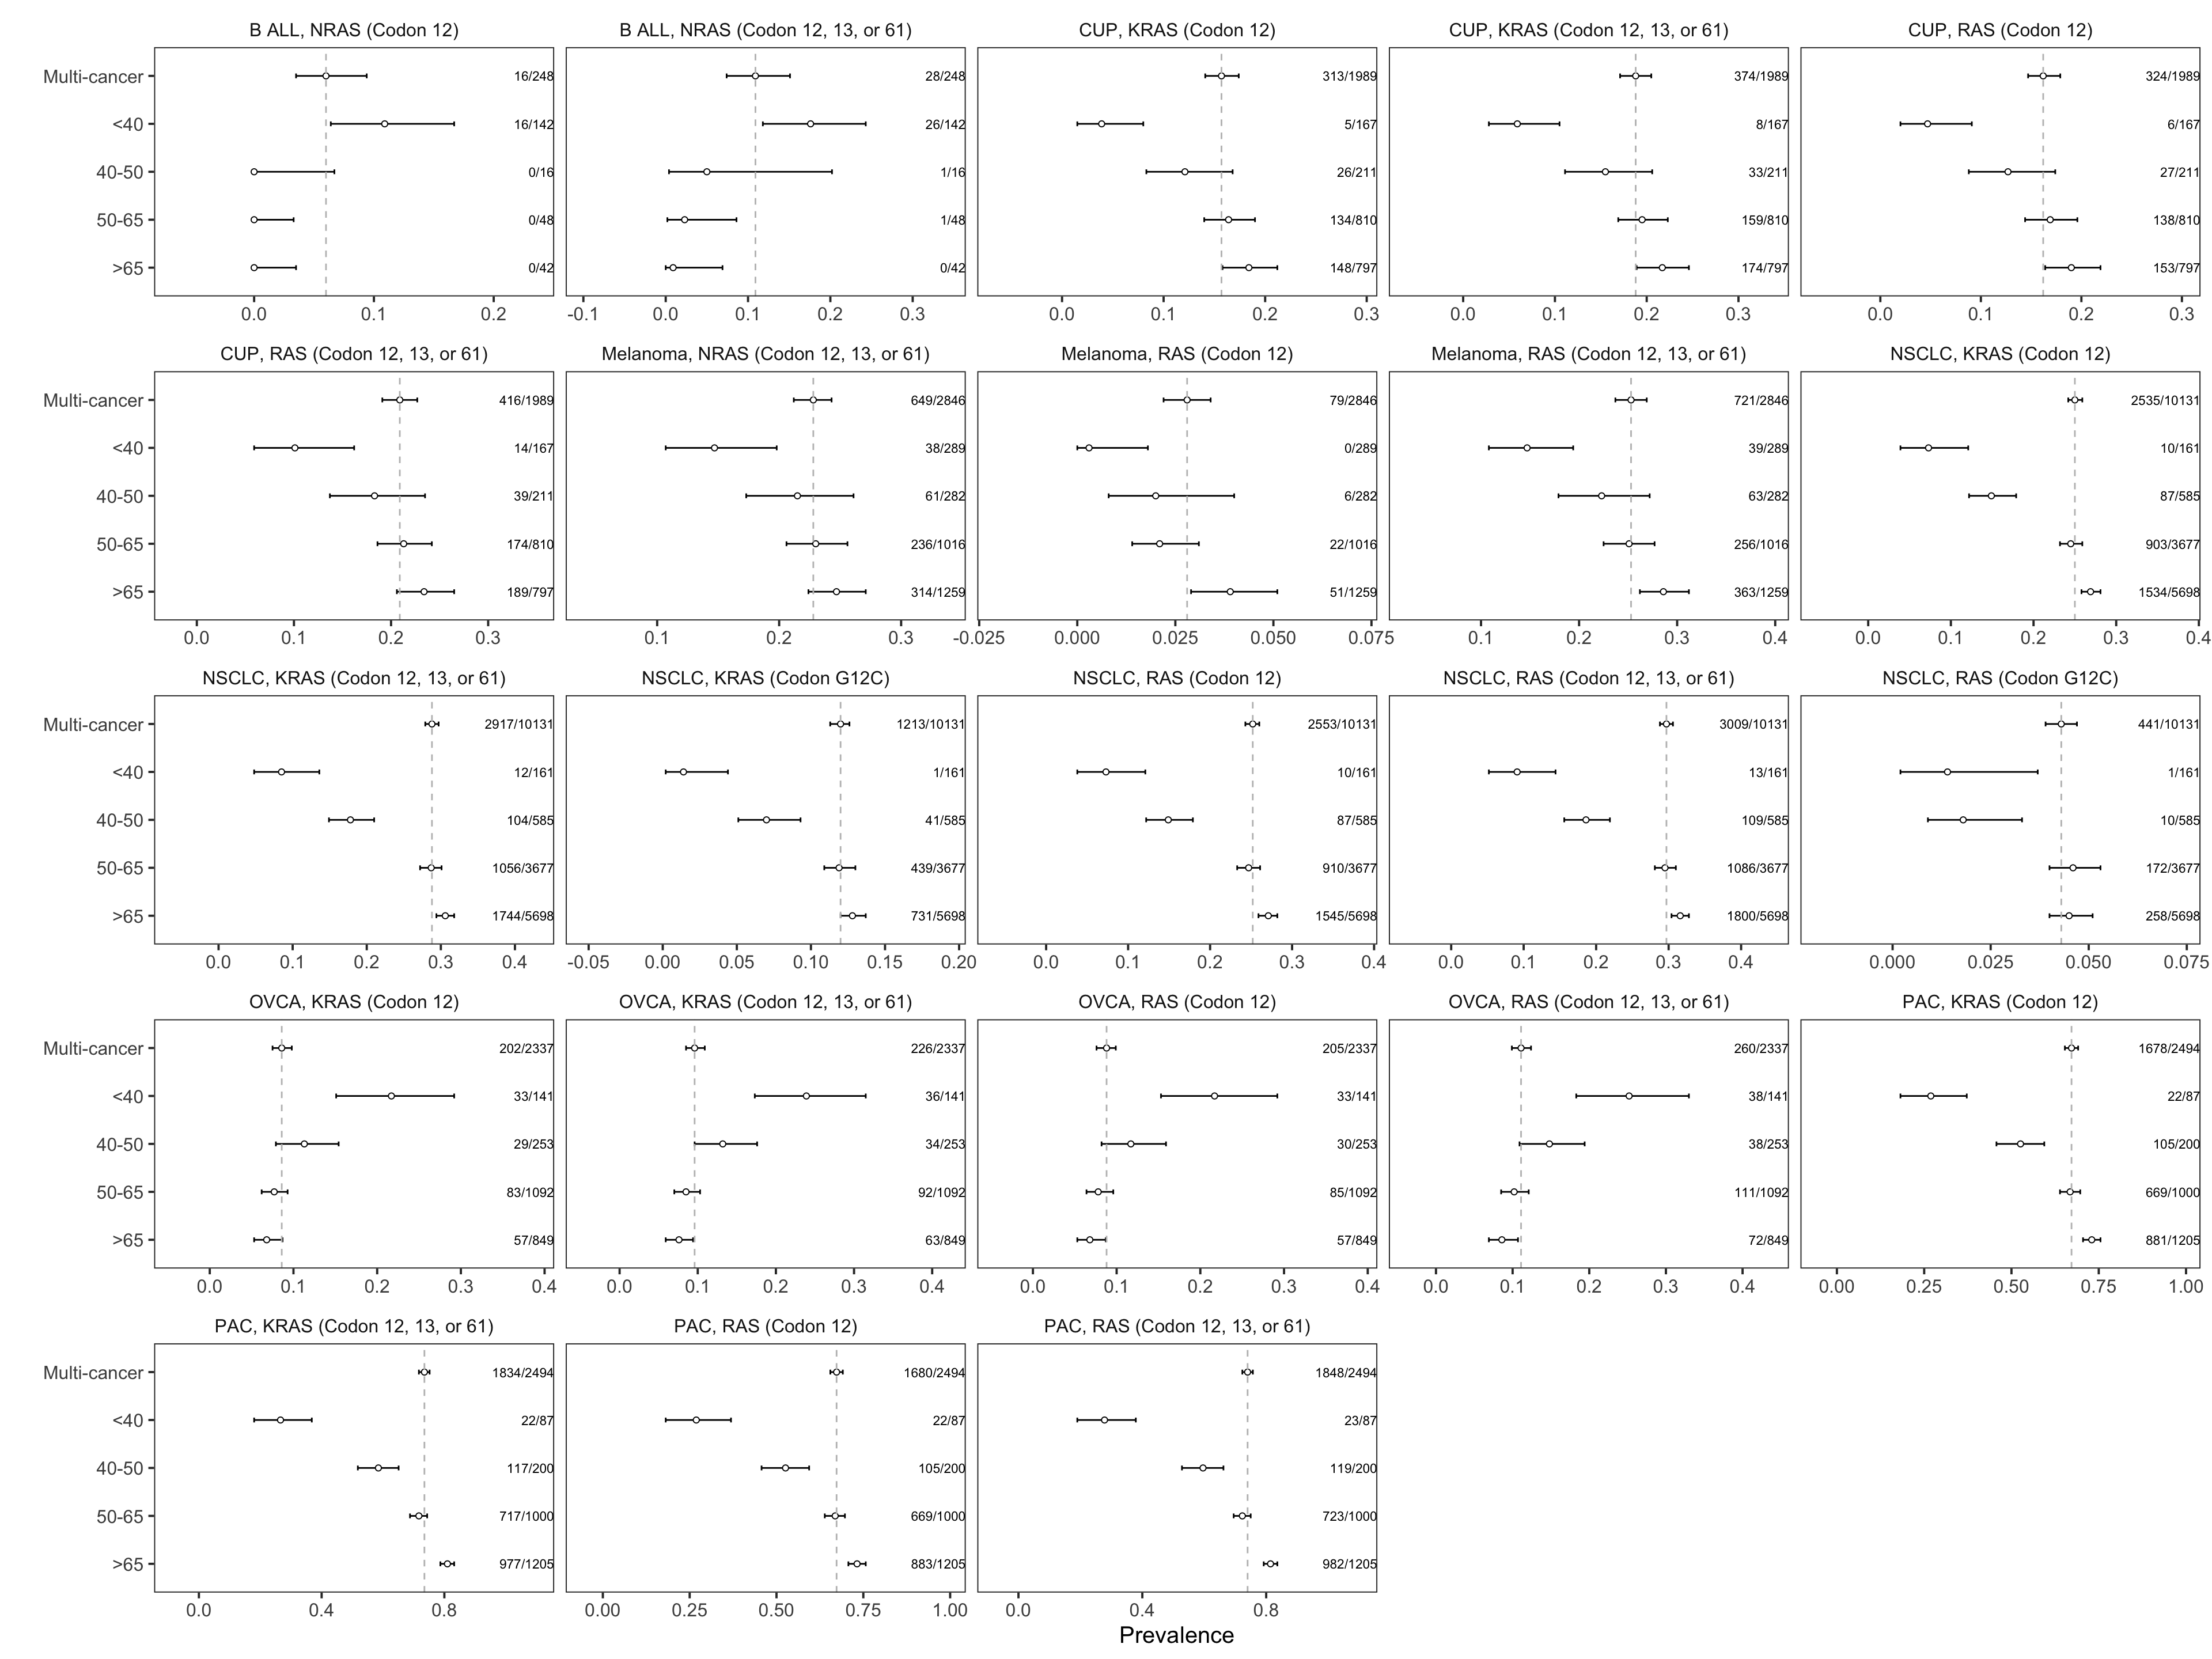 B ALL, NRAS (Codon 12) B ALL, NRAS (Codon 12, 13, or 61) CUP, KRAS (Codon 12) CUP, KRAS (Codon 12, 13, or 61) CUP, RAS (Codon 12)
Multi-cancer 16/248 28/248 313/1989 374/1989 324/1989
<40 16/142 26/142 5/167 8/167 6/167
40-50 0/16 1/16 26/211 33/211 27/211
50-65 0/48 1/48 134/810 159/810 138/810
>65 0/42 0/42 148/797 174/797 153/797
0.0 0.1 0.2 -0.1 0.0 0.1 0.2 0.3 0.0 0.1 0.2 0.3 0.0 0.1 0.2 0.3 0.0 0.1 0.2 0.3
CUP, RAS (Codon 12, 13, or 61) Melanoma, NRAS (Codon 12, 13, or 61) Melanoma, RAS (Codon 12) Melanoma, RAS (Codon 12, 13, or 61) NSCLC, KRAS (Codon 12)
Multi-cancer 416/1989 649/2846 79/2846 721/2846 2535/10131
<40 14/167 38/289 0/289 39/289 10/161
40-50 39/211 61/282 6/282 63/282 87/585
50-65 174/810 236/1016 22/1016 256/1016 903/3677
>65 189/797 314/1259 51/1259 363/1259 1534/5698
0.0 0.1 0.2 0.3 0.1 0.2 0.3 -0.025 0.000 0.025 0.050 0.075 0.1 0.2 0.3 0.4 0.0 0.1 0.2 0.3 0.4
NSCLC, KRAS (Codon 12, 13, or 61) NSCLC, KRAS (Codon G12C) NSCLC, RAS (Codon 12) NSCLC, RAS (Codon 12, 13, or 61) NSCLC, RAS (Codon G12C)
Multi-cancer 2917/10131 1213/10131 2553/10131 3009/10131 441/10131
<40 12/161 1/161 10/161 13/161 1/161
40-50 104/585 41/585 87/585 109/585 10/585
50-65 1056/3677 439/3677 910/3677 1086/3677 172/3677
>65 1744/5698 731/5698 1545/5698 1800/5698 258/5698
0.0 0.1 0.2 0.3 0.4 -0.05 0.00 0.05 0.10 0.15 0.20 0.0 0.1 0.2 0.3 0.4 0.0 0.1 0.2 0.3 0.4 0.000 0.025 0.050 0.075
OVCA, KRAS (Codon 12) OVCA, KRAS (Codon 12, 13, or 61) OVCA, RAS (Codon 12) OVCA, RAS (Codon 12, 13, or 61) PAC, KRAS (Codon 12)
Multi-cancer 202/2337 226/2337 205/2337 260/2337 1678/2494
<40 33/141 36/141 33/141 38/141 22/87
40-50 29/253 34/253 30/253 38/253 105/200
50-65 83/1092 92/1092 85/1092 111/1092 669/1000
>65 57/849 63/849 57/849 72/849 881/1205
0.0 0.1 0.2 0.3 0.4 0.0 0.1 0.2 0.3 0.4 0.0 0.1 0.2 0.3 0.4 0.0 0.1 0.2 0.3 0.4 0.00 0.25 0.50 0.75 1.00
PAC, KRAS (Codon 12, 13, or 61) PAC, RAS (Codon 12) PAC, RAS (Codon 12, 13, or 61)
Multi-cancer 1834/2494 1680/2494 1848/2494
<40 22/87 22/87 23/87
40-50 117/200 105/200 119/200
50-65 717/1000 669/1000 723/1000
>65 977/1205 883/1205 982/1205
0.0 0.4 0.8 0.00 0.25 0.50 0.75 1.00 0.0 0.4 0.8
Prevalence